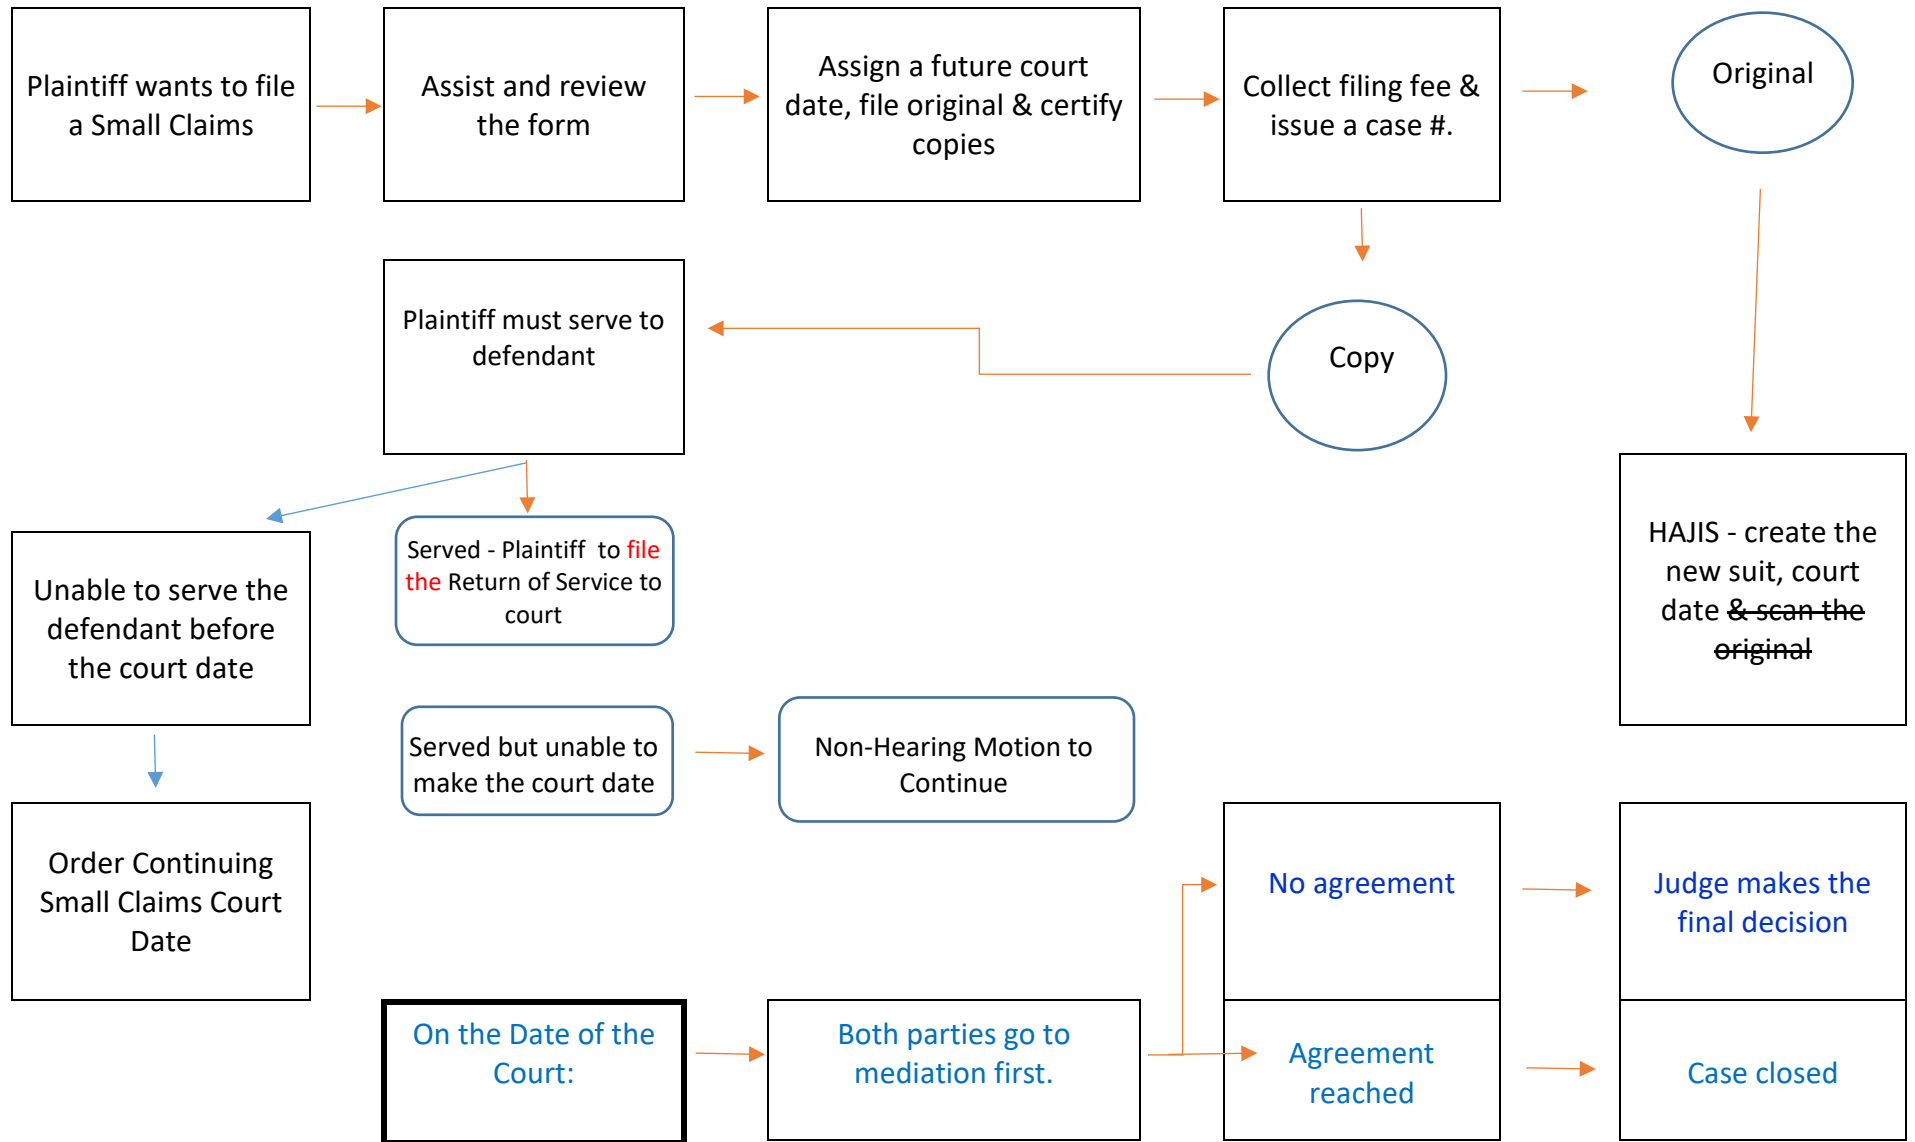 Plaintiff wants to file
a Small Claims
Assist and review
the form
Assign a future court
date, file original & certify
copies
Collect filing fee &
issue a case #.
Original
Plaintiff must serve to
defendant
Copy
Unable to serve the
defendant before
the court date
Served - Plaintiff  to file
the Return of Service to
court
HAJIS - create the
new suit, court
date & scan the
original
Served but unable to
make the court date
Non-Hearing Motion to
Continue
Order Continuing
Small Claims Court
Date
No agreement
Judge makes the
final decision
On the Date of the
Court:
Both parties go to
mediation first.
Agreement
reached
Case closed